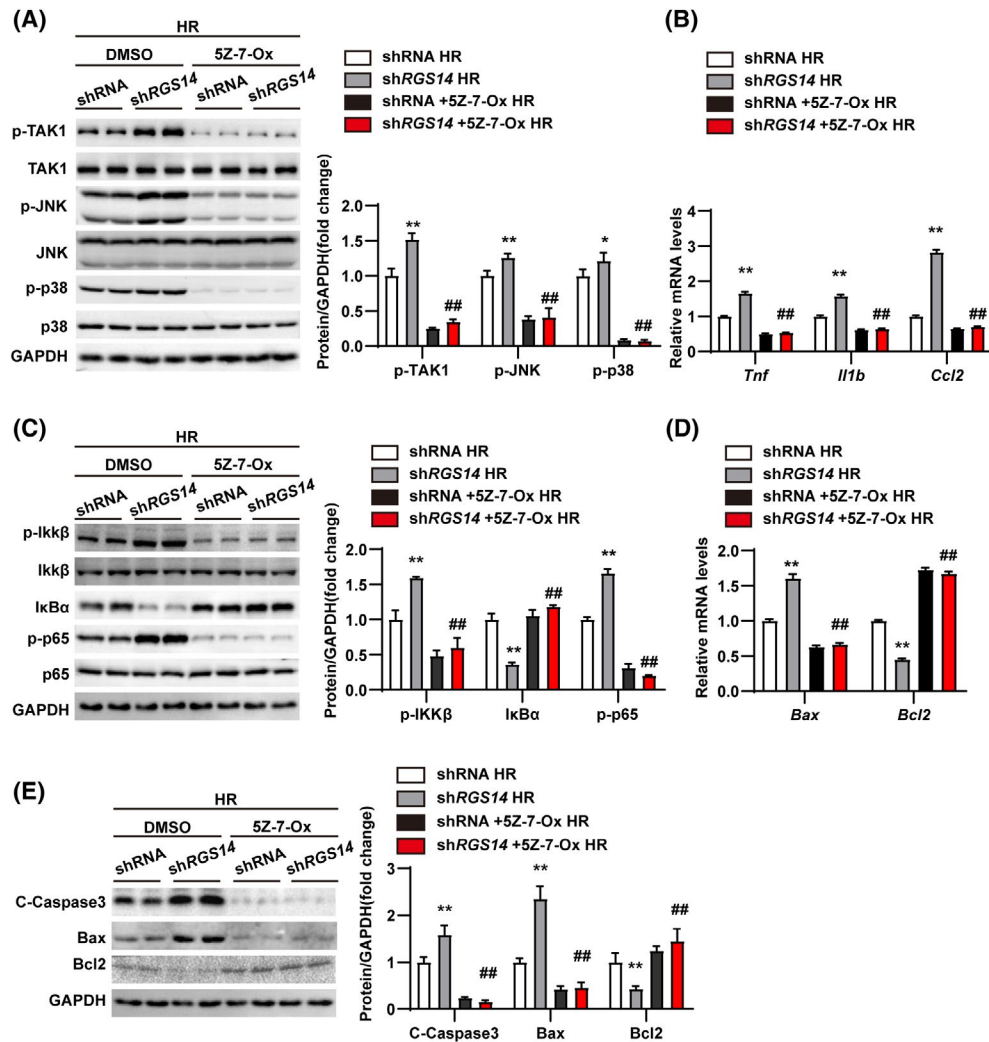 (A)
HR
DMSO
5Z-7-Ox
shRNA
shRGS14
shRNA
shRGS14
p-TAK1
TAK1
p-JNK
JNK
p-p38
p38
GAPDH
shRNA HR
shRGS14 HR
shRNA +5Z-7-Ox HR
shRGS14 +5Z-7-Ox HR
Protein/GAPDH(fold change)
2.0
1.5
1.0
0.5
0.0
**
##
**
##
*
##
p-TAK1
p-JNK
p-p38
(B)
shRNA HR
shRGS14 HR
shRNA +5Z-7-Ox HR
shRGS14 +5Z-7-Ox HR
Relative mRNA levels
4
3
2
1
0
**
##
**
##
**
##
Tnf
Il1b
Ccl2
(C)
HR
DMSO
5Z-7-Ox
shRNA
shRGS14
shRNA
shRGS14
p-Ikkβ
Ikkβ
IκBα
p-p65
p65
GAPDH
shRNA HR
shRGS14 HR
shRNA +5Z-7-Ox HR
shRGS14 +5Z-7-Ox HR
Protein/GAPDH(fold change)
2.0
1.5
1.0
0.5
0.0
**
##
**
##
**
##
p-IKKβ
IκBα
p-p65
(D)
shRNA HR
shRGS14 HR
shRNA +5Z-7-Ox HR
shRGS14 +5Z-7-Ox HR
Relative mRNA levels
2.0
1.5
1.0
0.5
0.0
**
##
**
##
Bax
Bcl2
(E)
HR
DMSO
5Z-7-Ox
shRNA
shRGS14
shRNA
shRGS14
C-Caspase3
Bax
Bcl2
GAPDH
shRNA HR
shRGS14 HR
shRNA +5Z-7-Ox HR
shRGS14 +5Z-7-Ox HR
Protein/GAPDH(fold change)
3
2
1
0
**
##
**
##
**
##
C-Caspase3
Bax
Bcl2